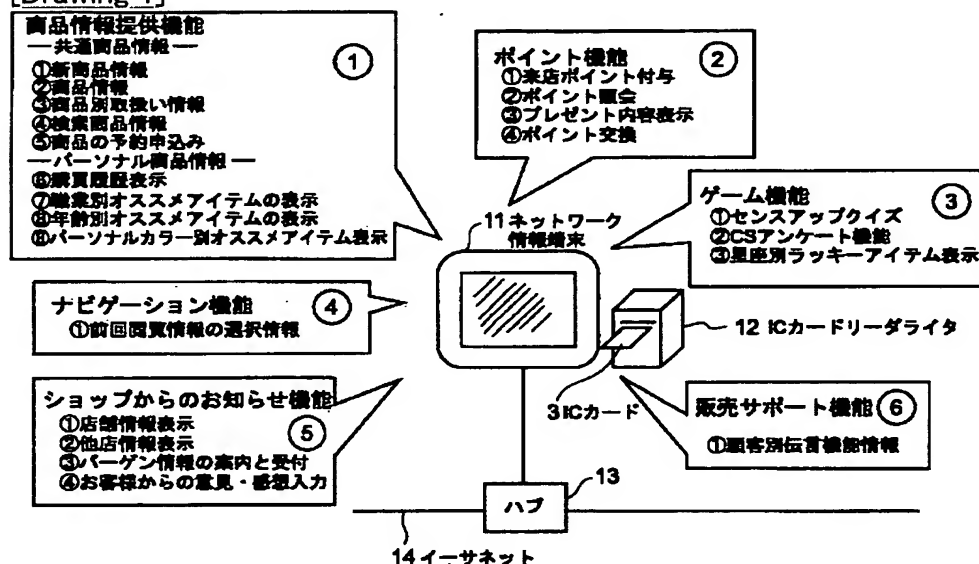 [Drawing 4]
商品情報提供機能
― 共通商品情報 ―
①新商品情報
②商品情報
③商品別取扱い情報
④検索商品情報
⑤商品の予約申込み
― パーソナル商品情報 ―
⑥購買履歴表示
⑦職業別オススメアイテムの表示
⑧年齢別オススメアイテムの表示
⑧パーソナルカラー別オススメアイテム表示
①
ポイント機能
②
①来店ポイント付与
②ポイント照会
③プレゼント内容表示
④ポイント交換
ゲーム機能
③
①センスアップクイズ
②CSアンケート機能
③星座別ラッキーアイテム表示
11 ネットワーク
情報端末
ナビゲーション機能
④
①前回閲覧情報の選択情報
12 ICカードリーダライタ
3 ICカード
ショップからのお知らせ機能
①店舗情報表示
②他店情報表示
③バーゲン情報の案内と受付
④お客様からの意見・感想入力
⑤
販売サポート機能
⑥
①顧客別伝言機能情報
ハブ
13
14 イーサネット